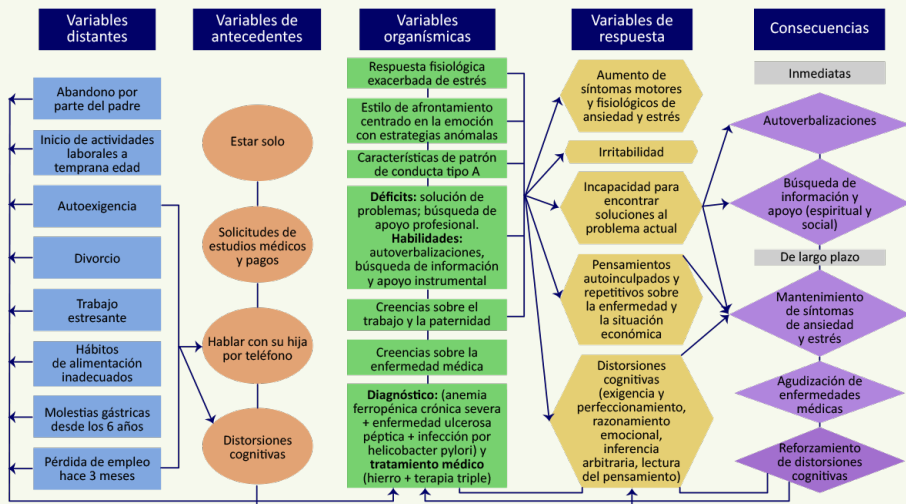 Variables
distantes
Abandono por
parte del padre
Inicio de actividades
laborales a
temprana edad
Autoexigencia
Divorcio
Trabajo
estresante
Hábitos
de alimentación
inadecuados
Molestias gástricas
desde los 6 años
Pérdida de empleo
hace 3 meses
Variables de
antecedentes
Estar solo
Solicitudes de
estudios médicos
y pagos
Hablar con su hija
por teléfono
Distorsiones
cognitivas
Variables
organísmicas
Respuesta fisiológica
exacerbada de estrés
Estilo de afrontamiento
centrado en la emoción
con estrategias anómalas
Características de patrón
de conducta tipo A
Déficits: solución de
problemas; búsqueda de
apoyo profesional.
Habilidades:
autoverbalizaciones,
búsqueda de información
y apoyo instrumental
Creencias sobre el
trabajo y la paternidad
Creencias sobre la
enfermedad médica
Diagnóstico: (anemia
ferropénica crónica severa
+ enfermedad ulcerosa
péptica + infección por
helicobacter pylori) y
tratamiento médico
(hierro + terapia triple)
Variables
de respuesta
Aumento de
síntomas motores
y fisiológicos de
ansiedad y estrés
Irritabilidad
Incapacidad para
encontrar
soluciones al
problema actual
Pensamientos
autoinculpados y
repetitivos sobre la
enfermedad y
la situación
económica
Distorsiones
cognitivas
(exigencia y
perfeccionamiento,
razonamiento
emocional,
inferencia
arbitraria, lectura
del pensamiento)
Consecuencias
Inmediatas
Autoverbalizaciones
Búsqueda de
información y
apoyo (espiritual y
social)
De largo plazo
Mantenimiento
de síntomas
de ansiedad
y estrés
Agudización de
enfermedades
médicas
Reforzamiento
de distorsiones
cognitivas